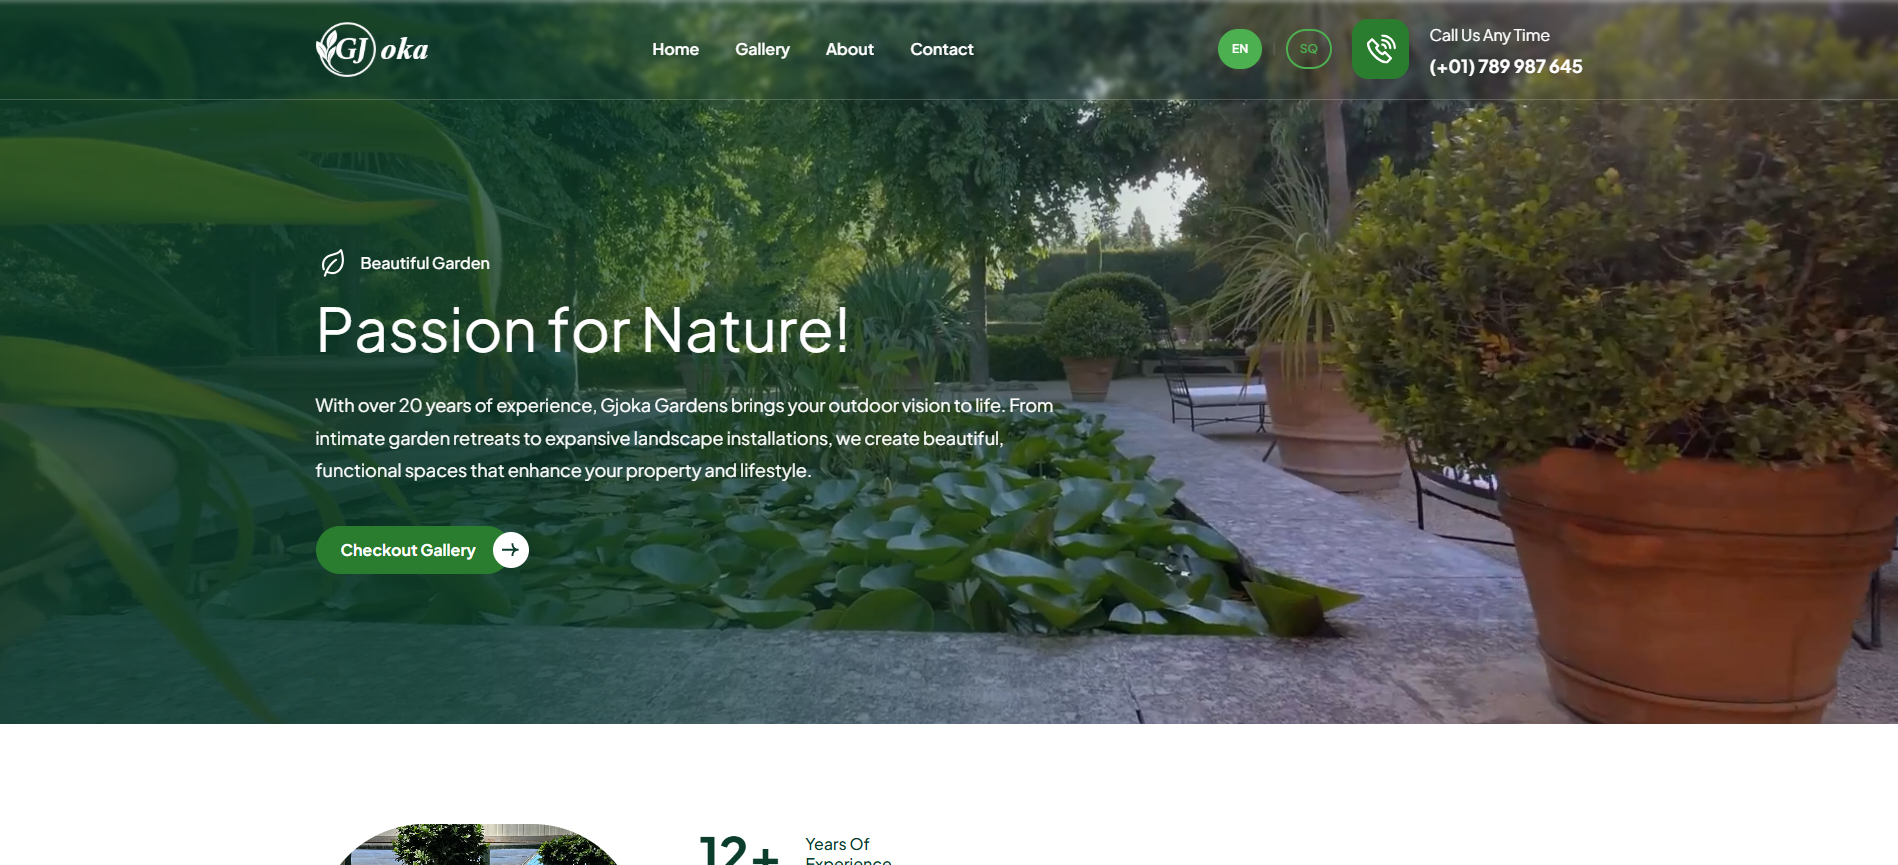 GJoka
Home
Gallery
About
Contact
EN
SQ
Call Us Any Time
(+01) 789 987 645
Beautiful Garden
Passion for Nature!
With over 20 years of experience, Gjoka Gardens brings your outdoor vision to life. From
intimate garden retreats to expansive landscape installations, we create beautiful,
functional spaces that enhance your property and lifestyle.
Checkout Gallery
12+
Years Of
Experience